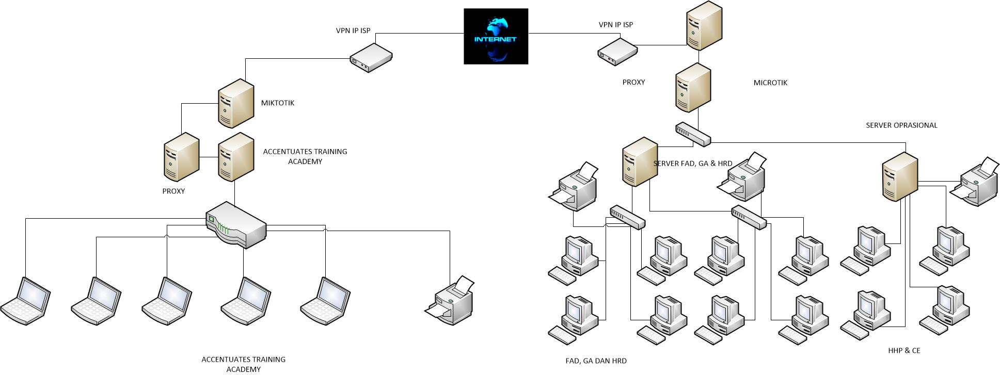 VPN IP ISP
INTERNET
VPN IP ISP
PROXY
MICROTIK
MIKTOTIK
SERVER OPRASIONAL
ACCENTUATES TRAINING
ACADEMY
SERVER FAD, GA & HRD
PROXY
ACCENTUATES TRAINING
ACADEMY
FAD, GA DAN HRD
HHP & CE